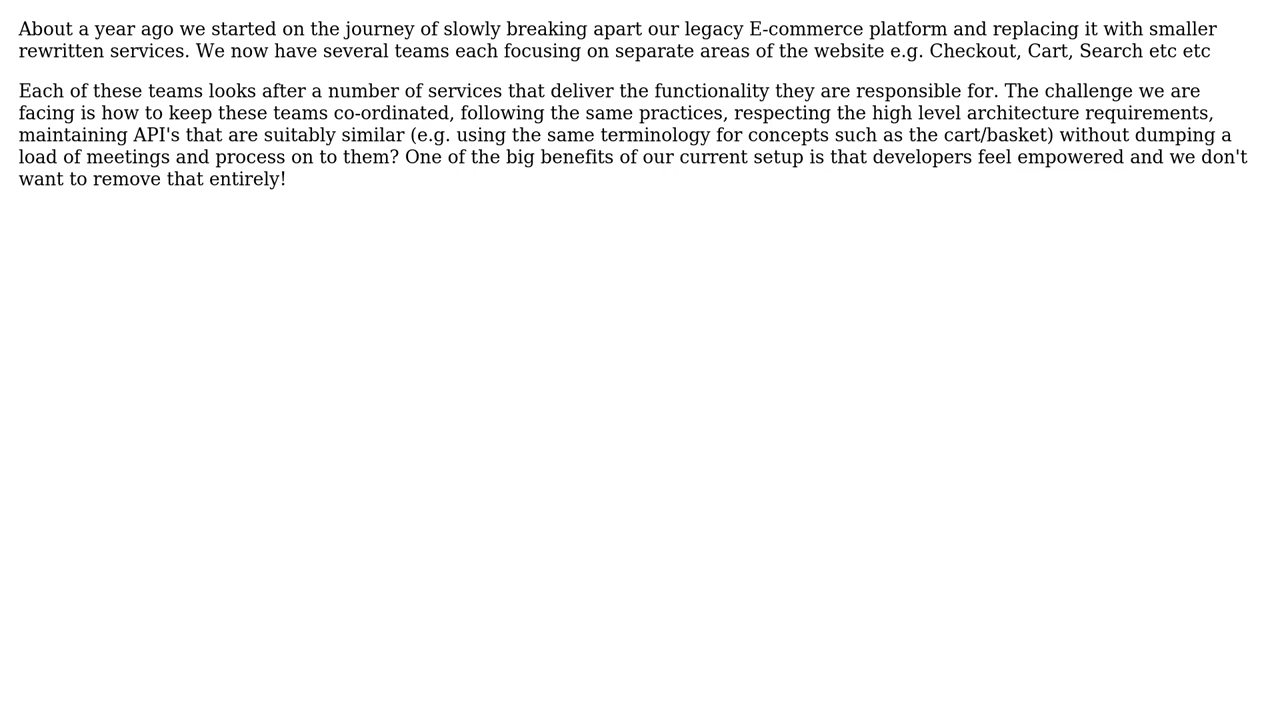 About a year ago we started on the journey of slowly breaking apart our legacy E-commerce platform and replacing it with smaller
rewritten services. We now have several teams each focusing on separate areas of the website e.g. Checkout, Cart, Search etc etc
Each of these teams looks after a number of services that deliver the functionality they are responsible for. The challenge we are
facing is how to keep these teams co-ordinated, following the same practices, respecting the high level architecture requirements,
maintaining API's that are suitably similar (e.g. using the same terminology for concepts such as the cart/basket) without dumping a
load of meetings and process on to them? One of the big benefits of our current setup is that developers feel empowered and we don't
want to remove that entirely!